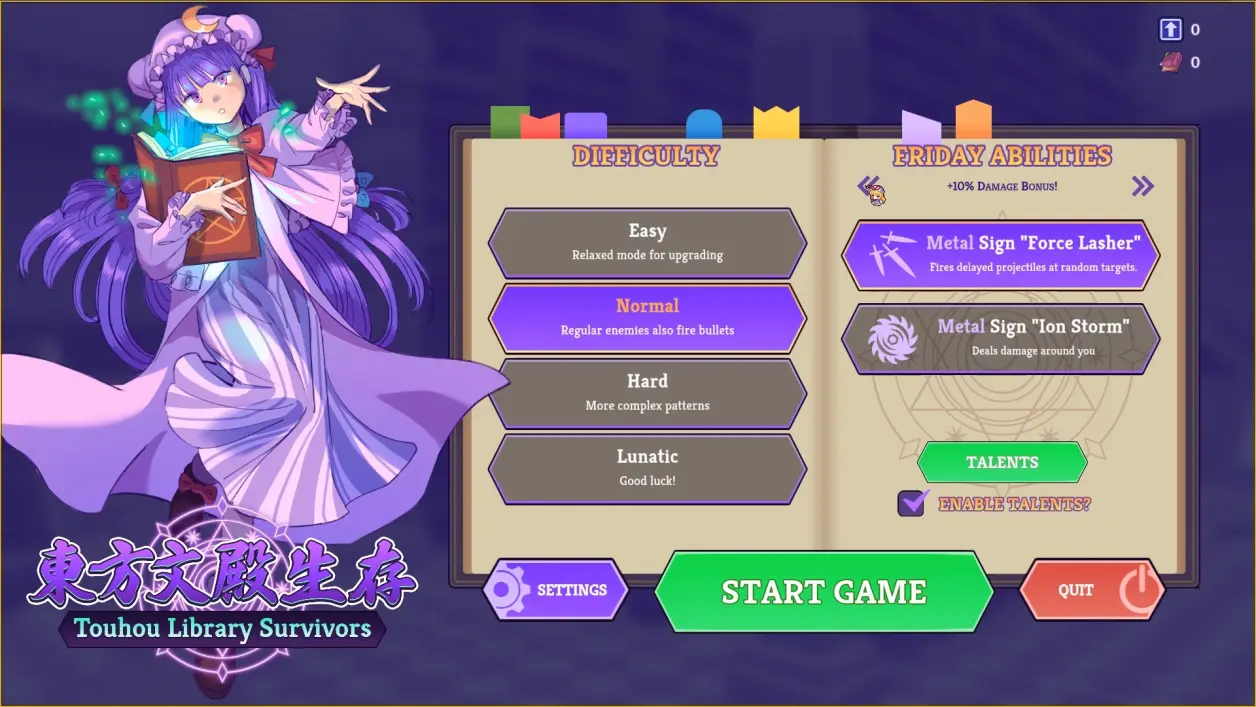 0
0
DIFFICULTY
Easy
Relaxed mode for upgrading
Normal
Regular enemies also fire bullets
Hard
More complex patterns
Lunatic
Good luck!
FRIDAY ABILITIES
+10% DAMAGE BONUS!
Metal Sign "Force Lasher"
Fires delayed projectiles at random targets.
Metal Sign "Ion Storm"
Deals damage around you
TALENTS
ENABLE TALENTS?
SETTINGS
START GAME
QUIT
東方文殿生存
Touhou Library Survivors